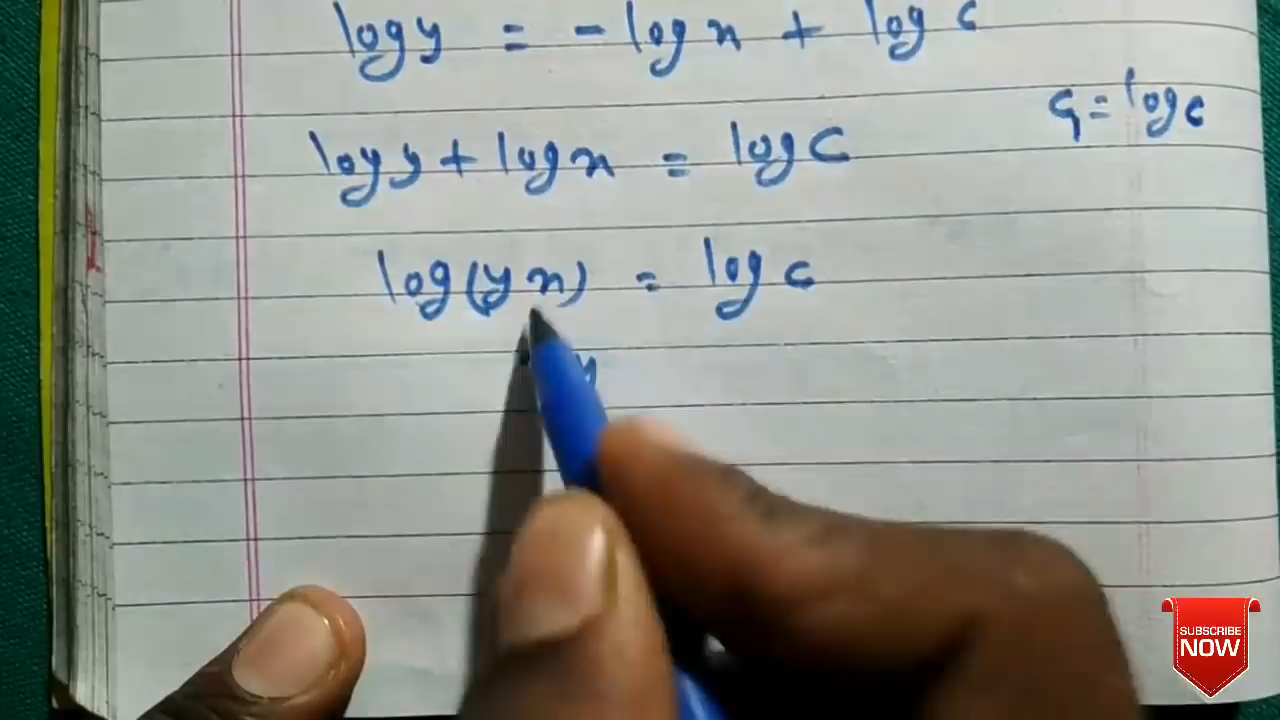 log y = - log x + log c
C₁ = log c
log y + log x = log C
log (y x) = log c
SUBSCRIBE
NOW